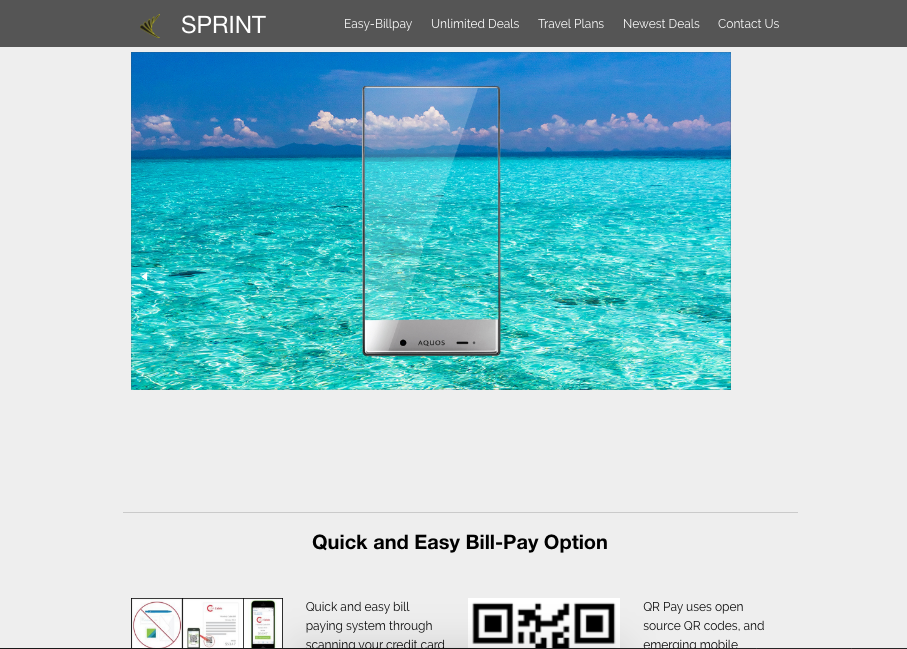 SPRINT
Easy-Billpay
Unlimited Deals
Travel Plans
Newest Deals
Contact Us
AQUOS
Quick and Easy Bill-Pay Option
Quick and easy bill
paying system through
scanning your credit card
QR Pay uses open
source QR codes, and
emerging mobile